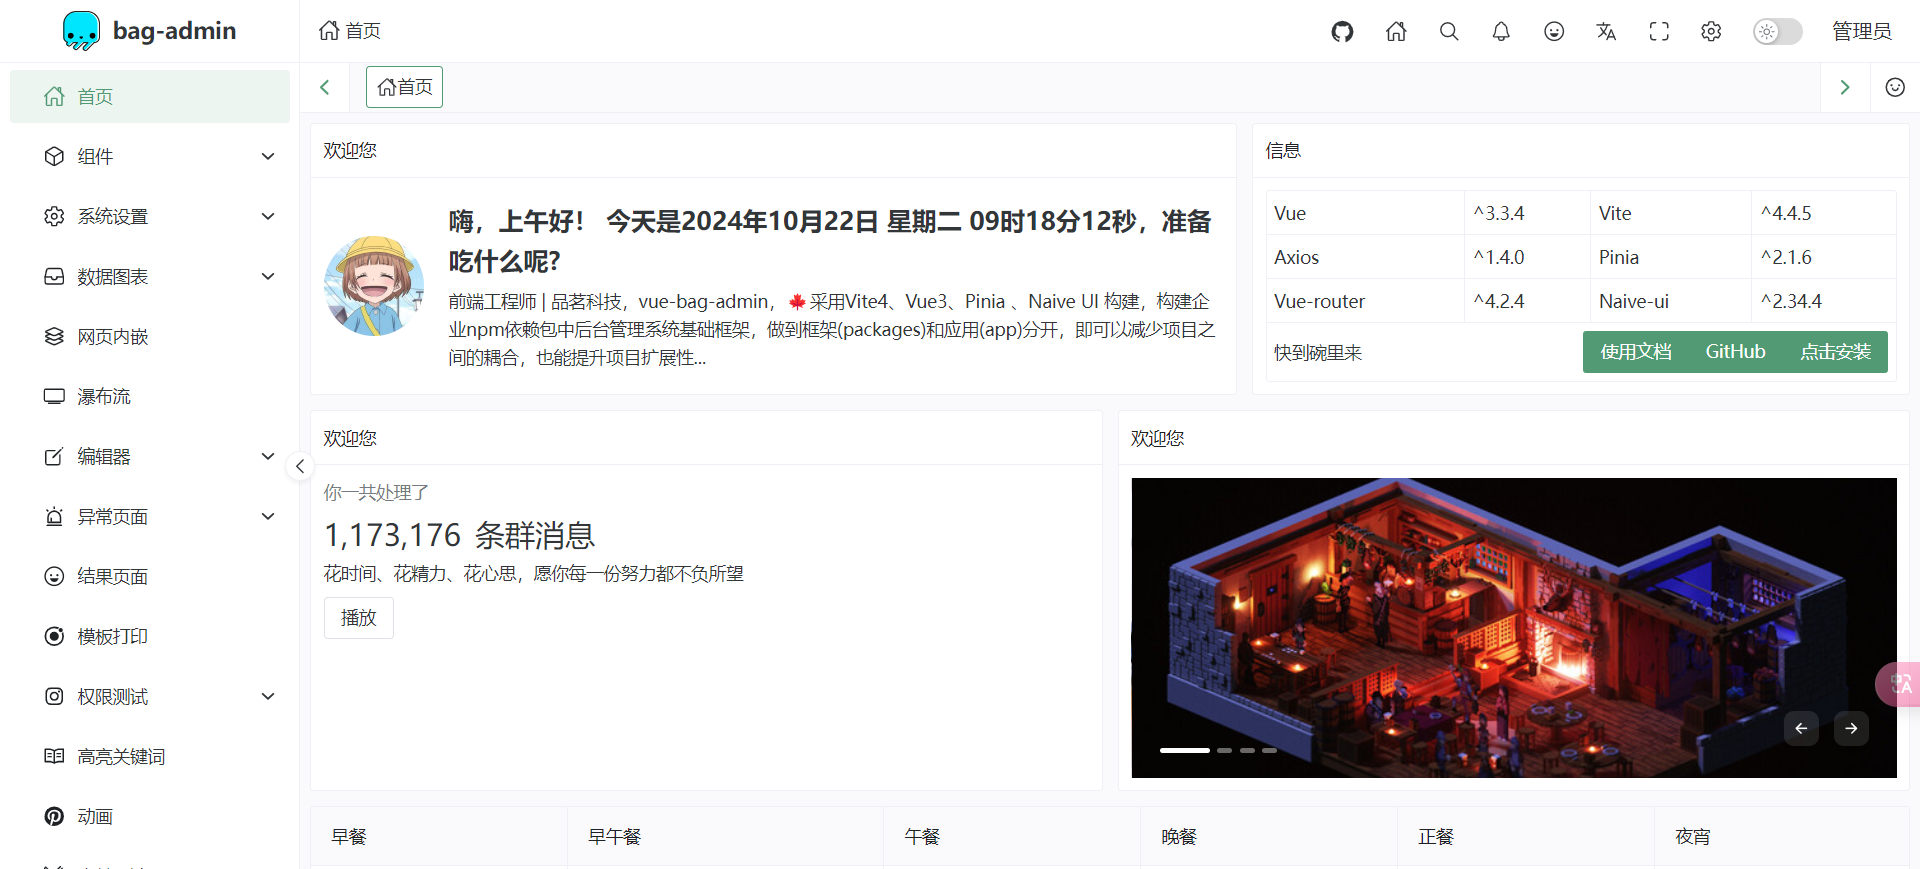 bag-admin
首页
管理员
首页
组件
系统设置
数据图表
网页内嵌
瀑布流
编辑器
异常页面
结果页面
模板打印
权限测试
高亮关键词
动画
首页
欢迎您
嗨，上午好！ 今天是2024年10月22日 星期二 09时18分12秒，准备
吃什么呢?
前端工程师 | 品茗科技，vue-bag-admin，🍁采用Vite4、Vue3、Pinia 、Naive UI 构建，构建企
业npm依赖包中后台管理系统基础框架，做到框架(packages)和应用(app)分开，即可以减少项目之
间的耦合，也能提升项目扩展性...
信息
Vue ^3.3.4 Vite ^4.4.5
Axios ^1.4.0 Pinia ^2.1.6
Vue-router ^4.2.4 Naive-ui ^2.34.4
快到碗里来 使用文档 GitHub 点击安装
欢迎您
你一共处理了
1,173,176 条群消息
花时间、花精力、花心思，愿你每一份努力都不负所望
播放
欢迎您
早餐 早午餐 午餐 晚餐 正餐 夜宵